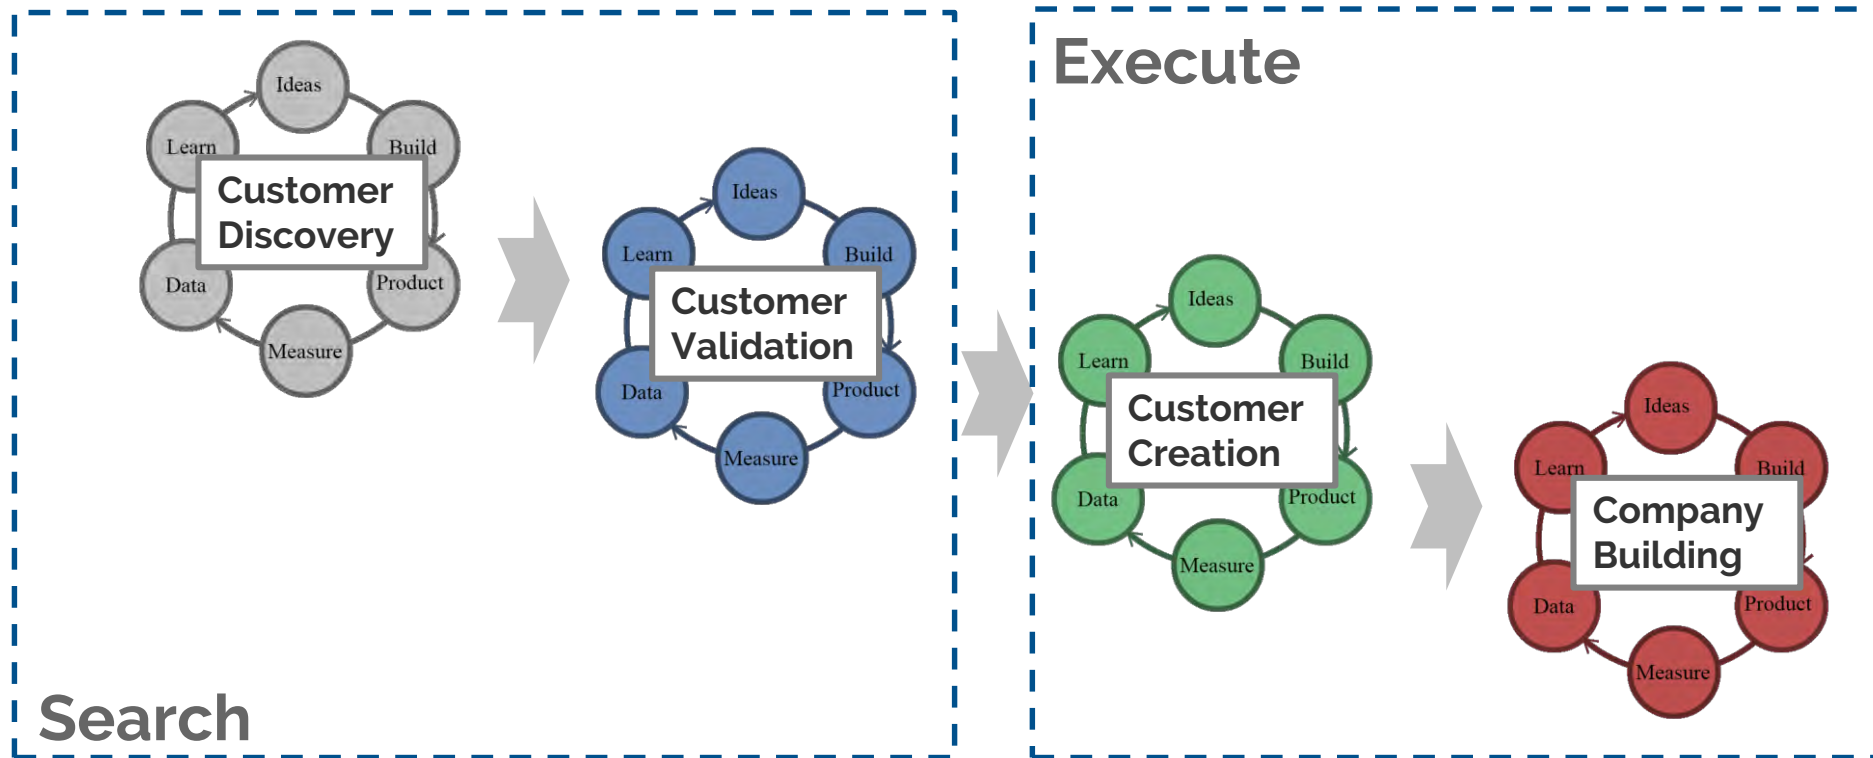 Execute
Ideas
Learn
Build
Customer
Discovery
Data
Product
Measure
Ideas
Learn
Build
Customer
Validation
Data
Product
Measure
Ideas
Learn
Build
Customer
Creation
Data
Product
Measure
Ideas
Learn
Build
Company
Building
Data
Product
Measure
Search